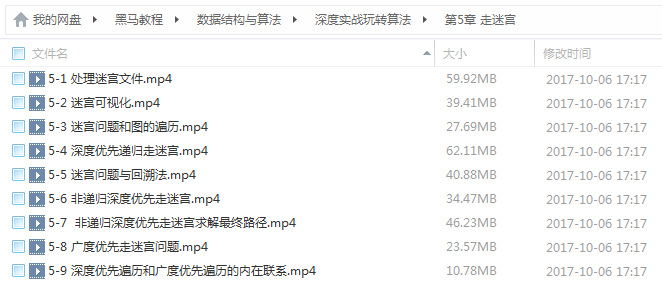 我的网盘 黑马教程 数据结构与算法 深度实战玩转算法 第5章 走迷宫
文件名 大小 修改时间
5-1 处理迷宫文件.mp4 59.92MB 2017-10-06 17:17
5-2 迷宫可视化.mp4 39.41MB 2017-10-06 17:17
5-3 迷宫问题和图的遍历.mp4 27.69MB 2017-10-06 17:17
5-4 深度优先递归走迷宫.mp4 62.11MB 2017-10-06 17:17
5-5 迷宫问题与回溯法.mp4 40.88MB 2017-10-06 17:17
5-6 非递归深度优先走迷宫.mp4 34.47MB 2017-10-06 17:17
5-7 非递归深度优先走迷宫求解最终路径.mp4 46.23MB 2017-10-06 17:17
5-8 广度优先走迷宫问题.mp4 23.57MB 2017-10-06 17:17
5-9 深度优先遍历和广度优先遍历的内在联系.mp4 10.78MB 2017-10-06 17:17